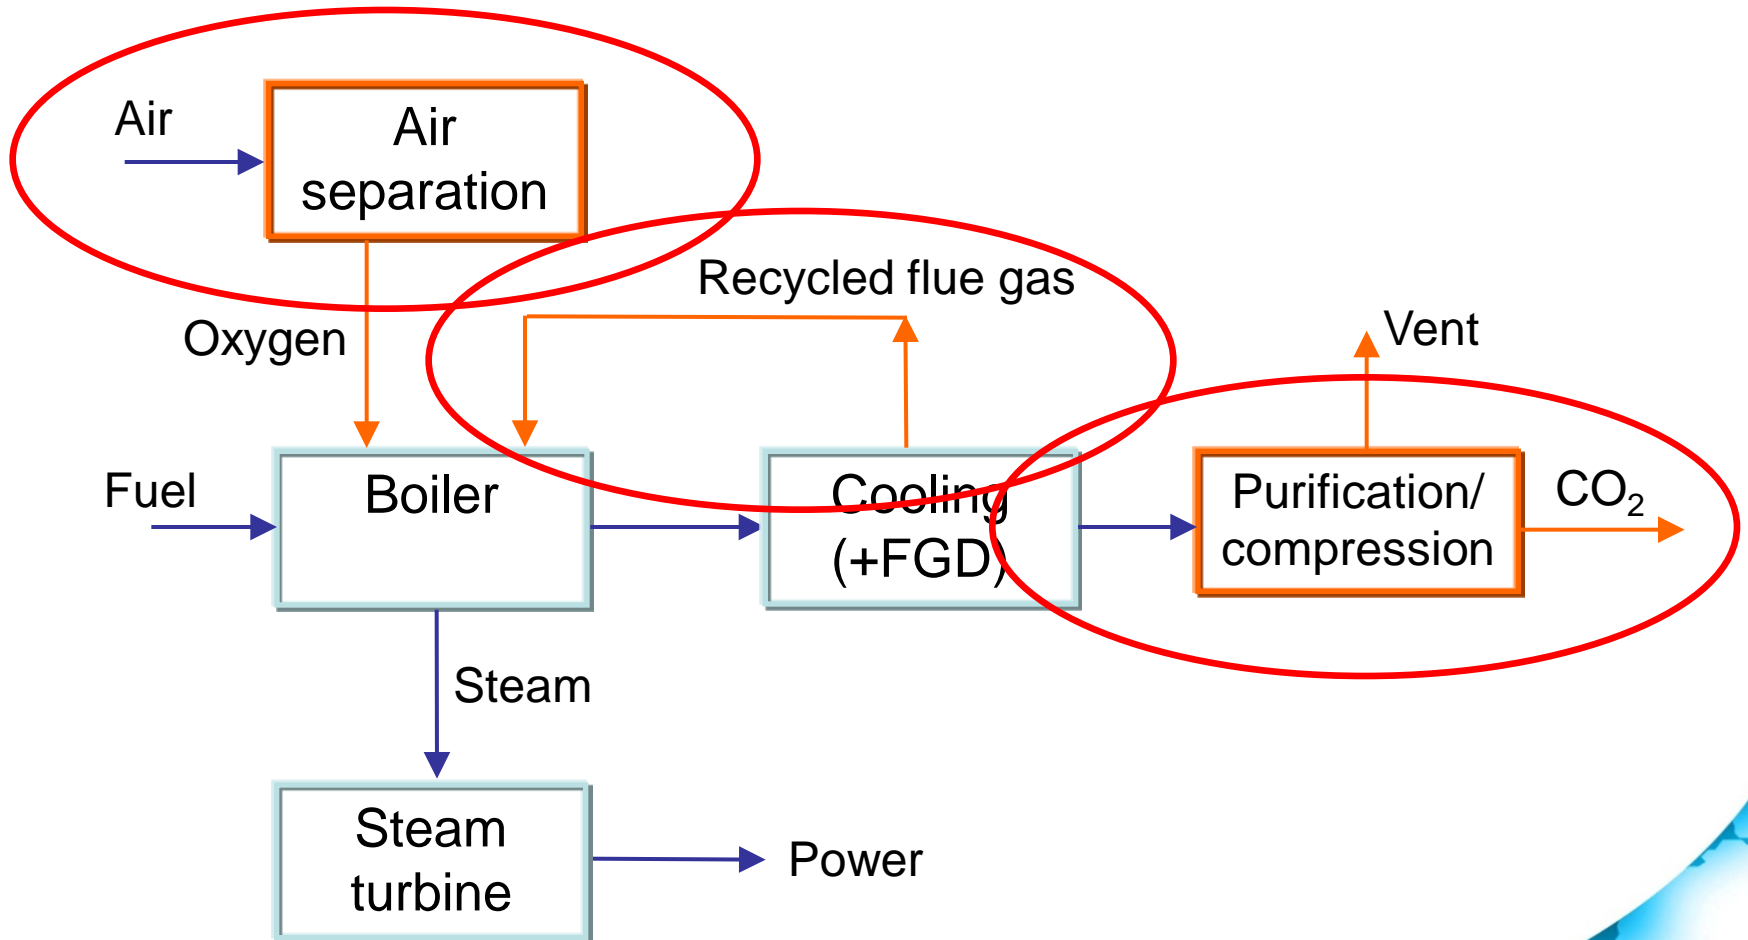 Air
Air
separation
Recycled flue gas
Oxygen
Vent
Fuel
Boiler
Cooling
(+FGD)
Purification/
compression
CO₂
Steam
Steam
turbine
Power